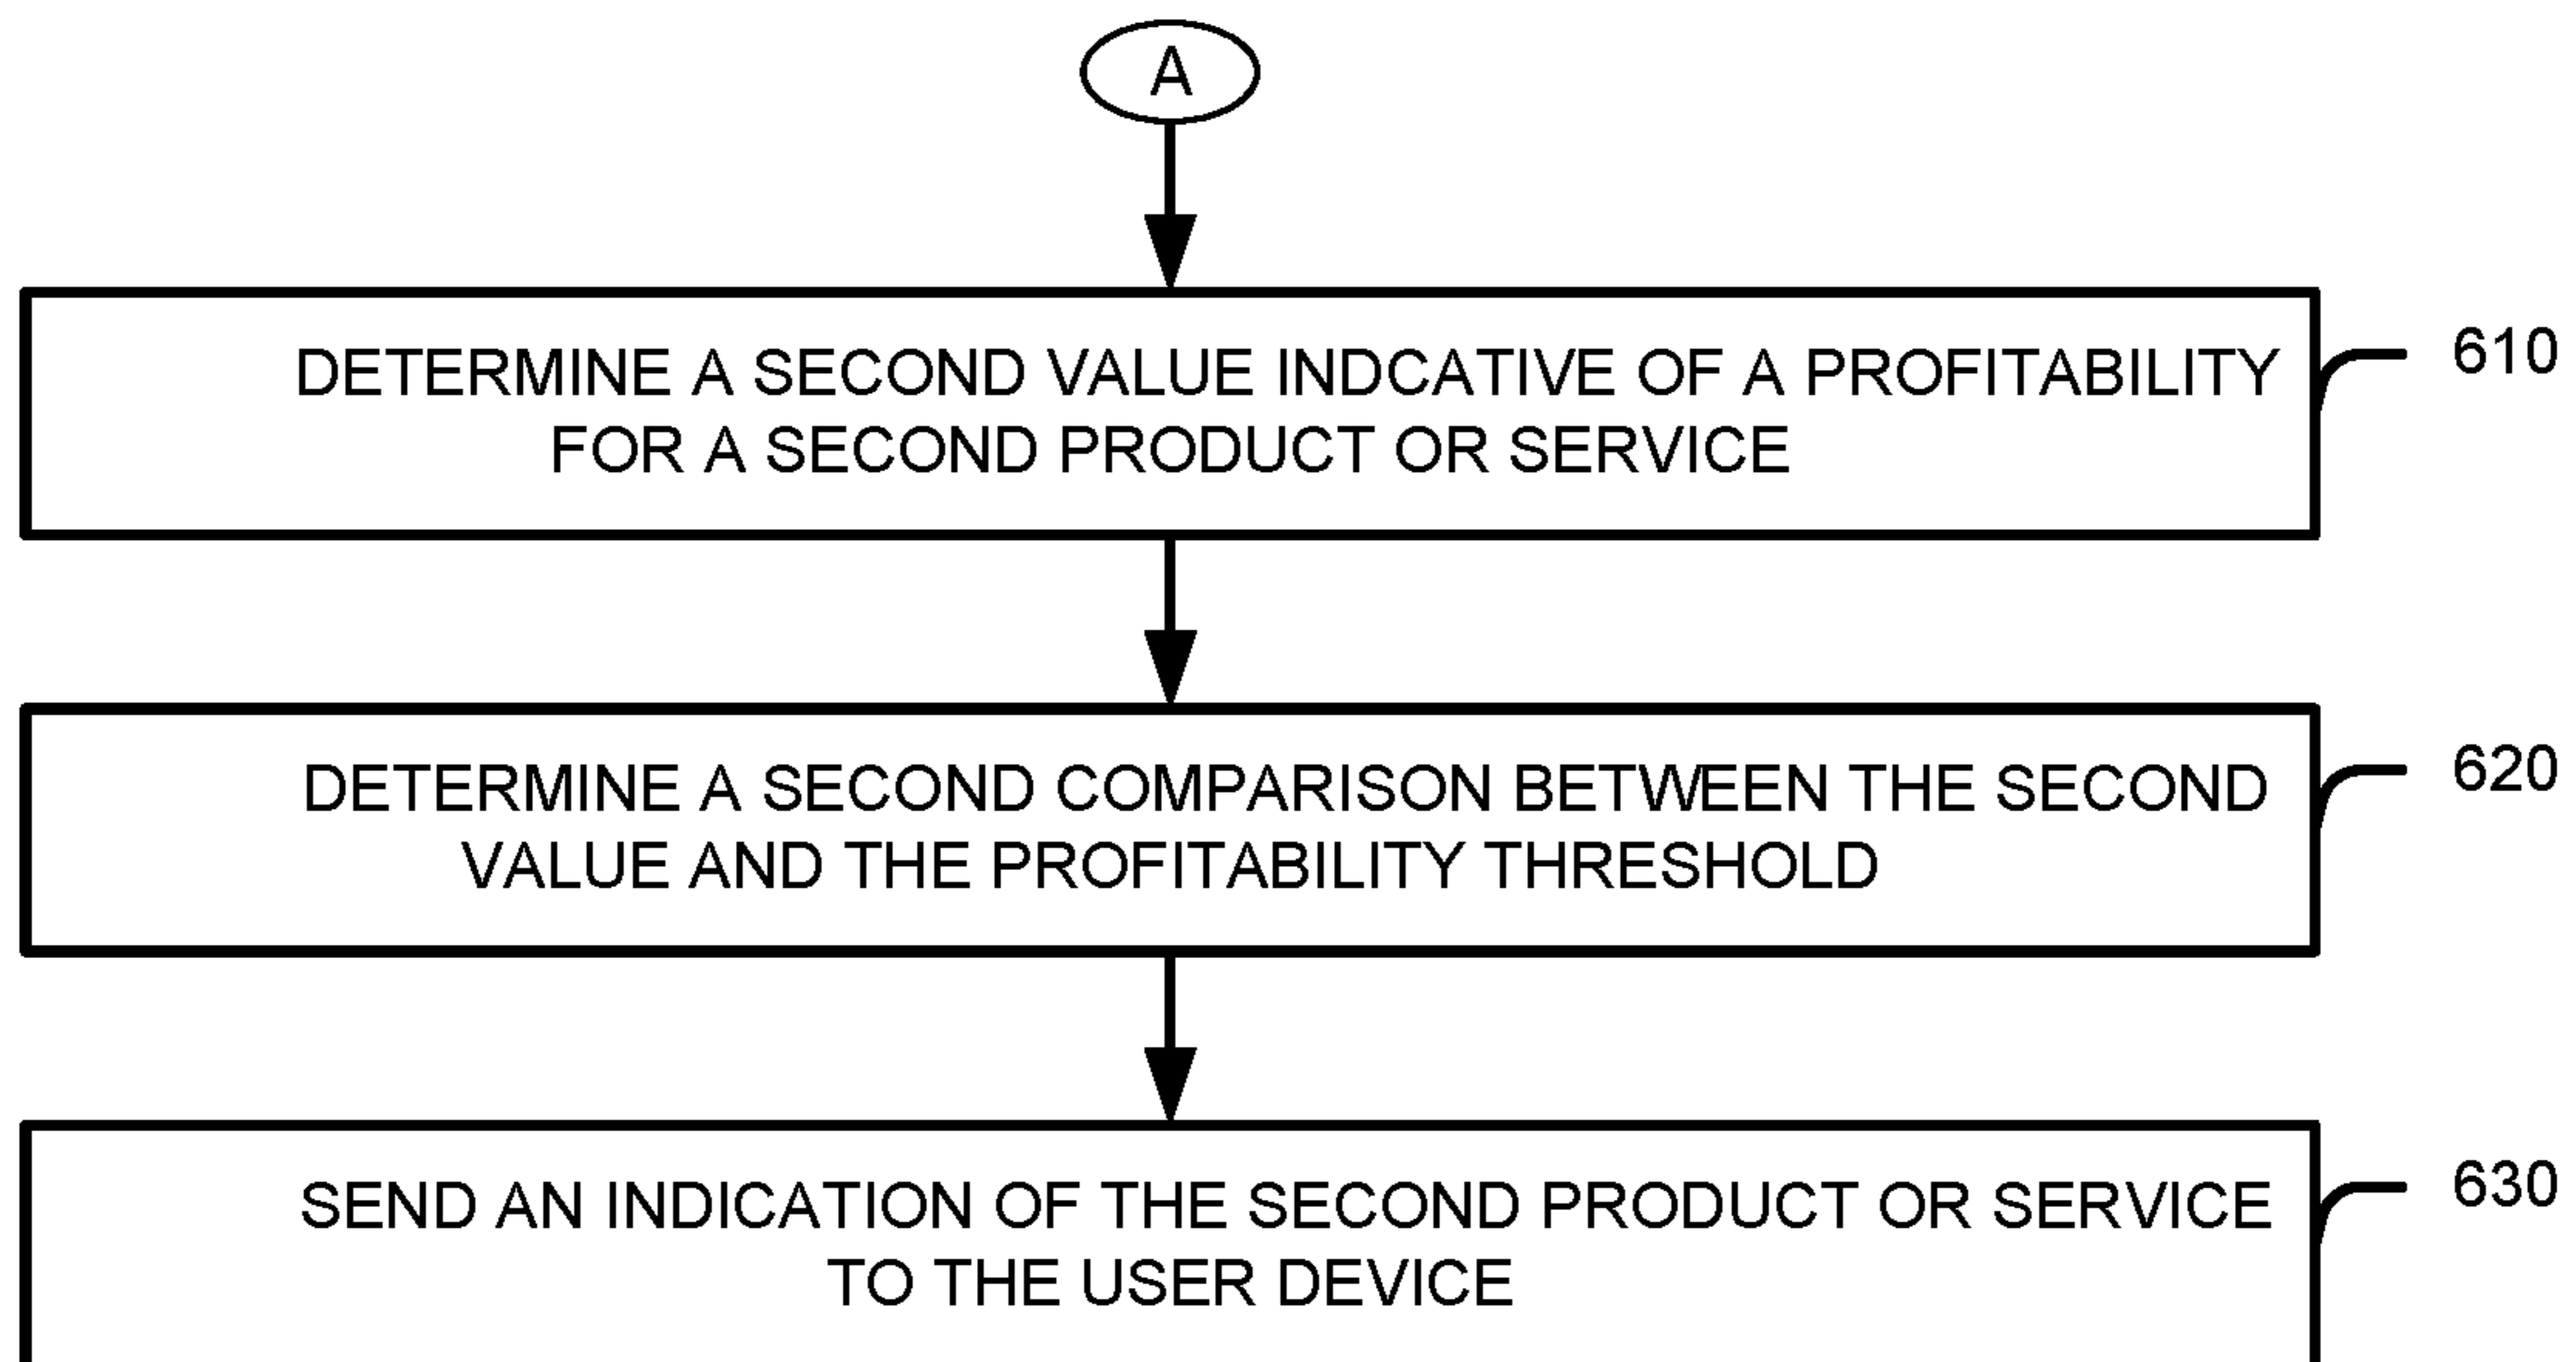 A
DETERMINE A SECOND VALUE INDCATIVE OF A PROFITABILITY
FOR A SECOND PRODUCT OR SERVICE
610
DETERMINE A SECOND COMPARISON BETWEEN THE SECOND
VALUE AND THE PROFITABILITY THRESHOLD
620
SEND AN INDICATION OF THE SECOND PRODUCT OR SERVICE
TO THE USER DEVICE
630